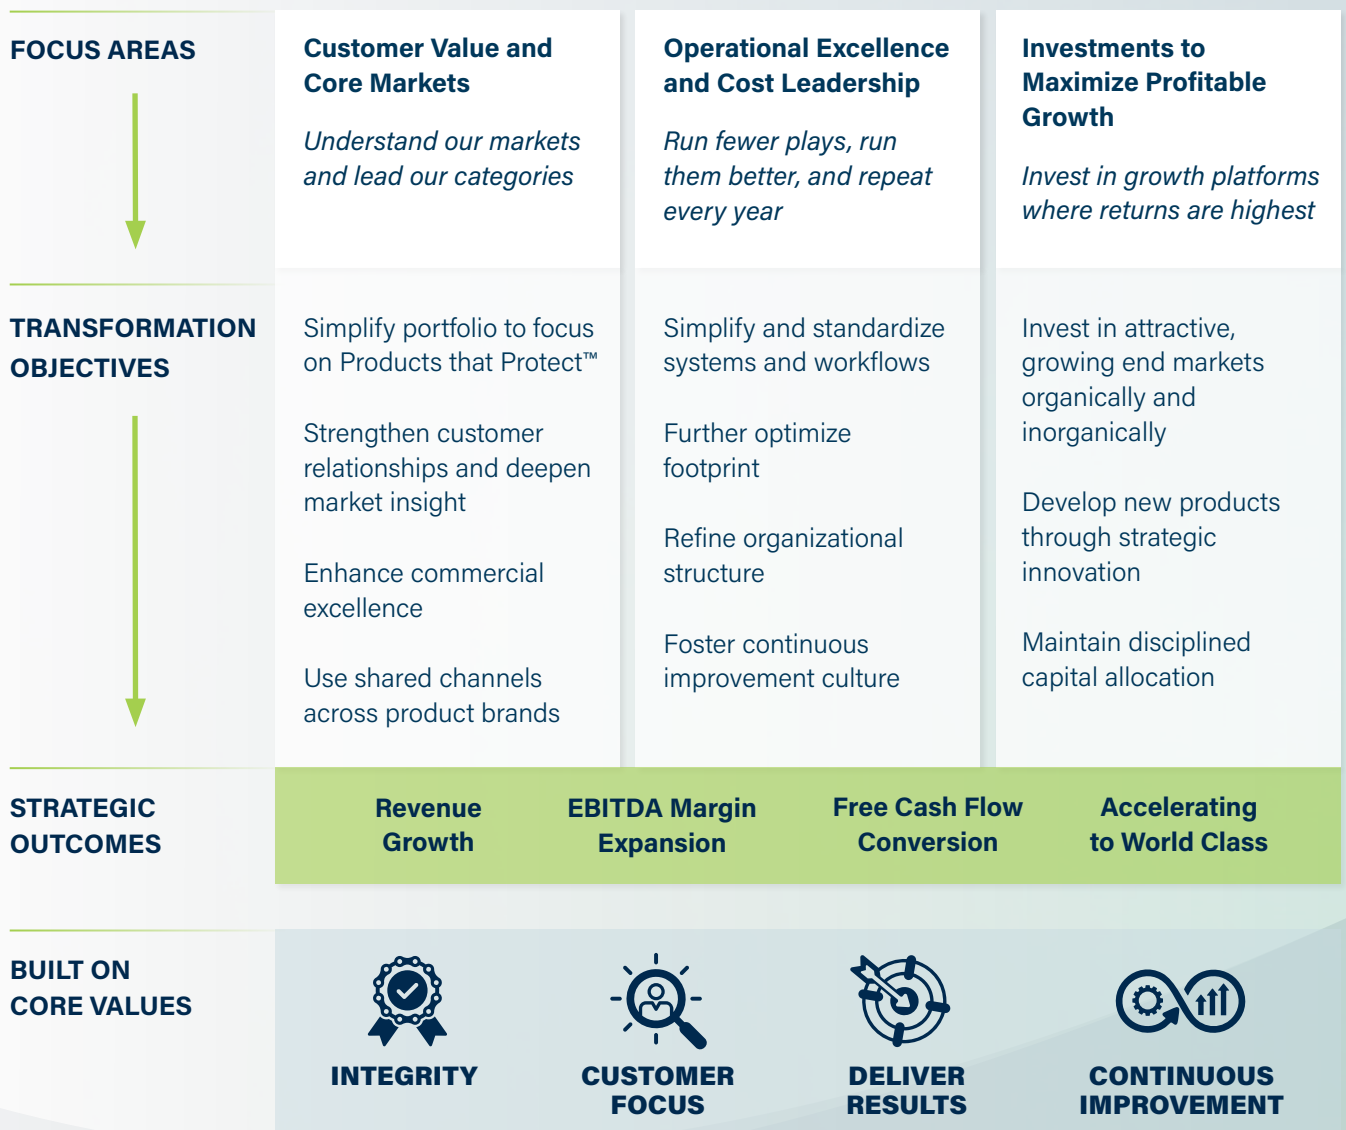 FOCUS AREAS
Customer Value and
Core Markets
Understand our markets
and lead our categories
Operational Excellence
and Cost Leadership
Run fewer plays, run
them better, and repeat
every year
Investments to
Maximize Profitable
Growth
Invest in growth platforms
where returns are highest
TRANSFORMATION
OBJECTIVES
Simplify portfolio to focus
on Products that Protect™
Strengthen customer
relationships and deepen
market insight
Enhance commercial
excellence
Use shared channels
across product brands
Simplify and standardize
systems and workflows
Further optimize
footprint
Refine organizational
structure
Foster continuous
improvement culture
Invest in attractive,
growing end markets
organically and
inorganically
Develop new products
through strategic
innovation
Maintain disciplined
capital allocation
STRATEGIC
OUTCOMES
Revenue
Growth
EBITDA Margin
Expansion
Free Cash Flow
Conversion
Accelerating
to World Class
BUILT ON
CORE VALUES
INTEGRITY
CUSTOMER
FOCUS
DELIVER
RESULTS
CONTINUOUS
IMPROVEMENT